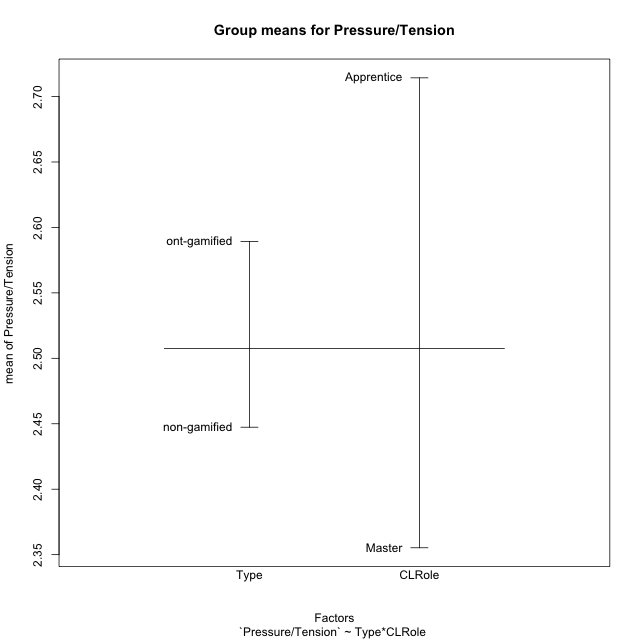 Group means for Pressure/Tension
mean of Pressure/Tension
2.70
2.65
2.60
2.55
2.50
2.45
2.40
2.35
Apprentice
ont-gamified
non-gamified
Master
Type
CLRole
Factors
`Pressure/Tension` ~ Type*CLRole